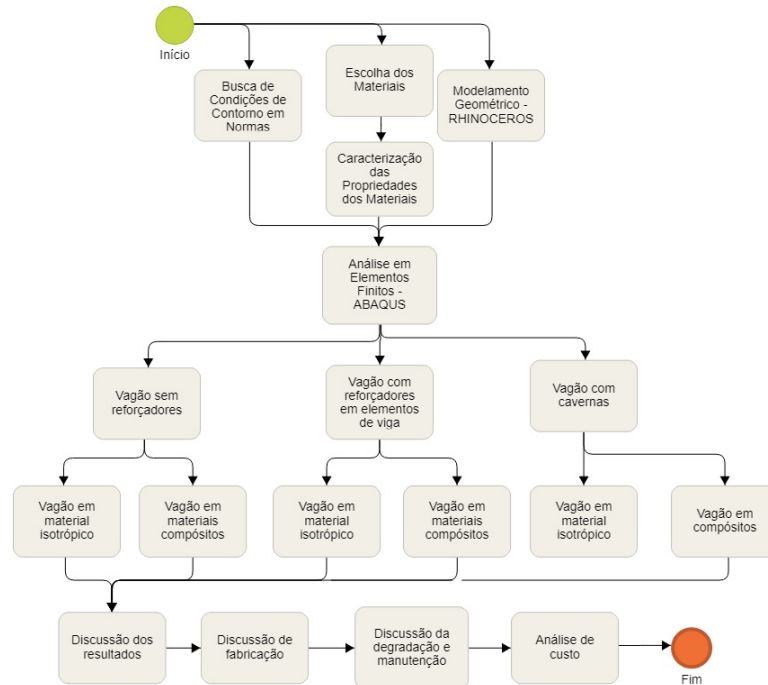 Início
Busca de
Condições de
Contorno em
Normas
Escolha dos
Materiais
Modelamento
Geométrico -
RHINOCEROS
Caracterização
das
Propriedades
dos Materiais
Análise em
Elementos
Finitos -
ABAQUS
Vagão sem
reforçadores
Vagão com
reforçadores
em elementos
de viga
Vagão com
cavernas
Vagão em
material
isotrópico
Vagão em
materiais
compósitos
Vagão em
material
isotrópico
Vagão em
materiais
compósitos
Vagão em
material
isotrópico
Vagão em
compósitos
Discussão dos
resultados
Discussão de
fabricação
Discussão da
degradação e
manutenção
Análise de
custo
Fim